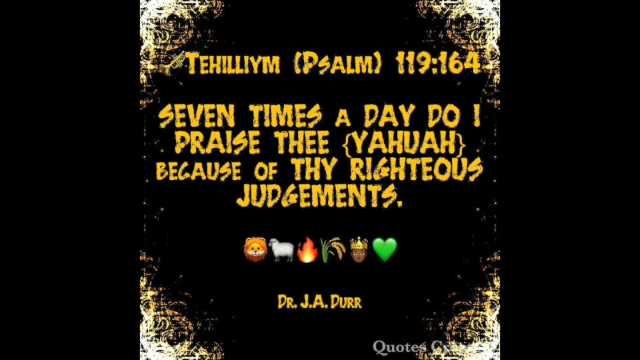 TEHILLIYM (PSALM) 119:164
SEVEN TIMES A DAY DO I
PRAISE THEE {YAHUAH}
BECAUSE OF THY RIGHTEOUS
JUDGEMENTS.
DR. J.A. DURR
Quotes